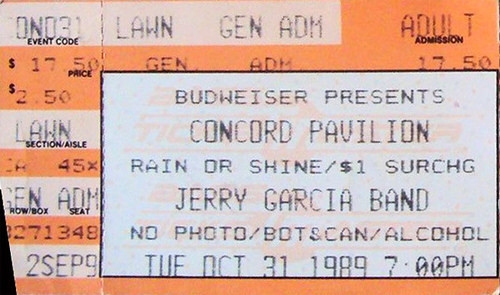 OND31 LAWN GEN ADM ADULT
EVENT CODE ADMISSION
$ 17.50 GEN. ADM. 17.50
PRICE
$2.50 BUDWEISER PRESENTS
LAWN CONCORD PAVILION
SECTION/AISLE
CA 45X RAIN OR SHINE/$1 SURCHG
GEN ADM JERRY GARCIA BAND
ROW/BOX SEAT
3271348 NO PHOTO/BOT&CAN/ALCOHOL
2SEP9 TUE OCT 31 1989 7:00PM